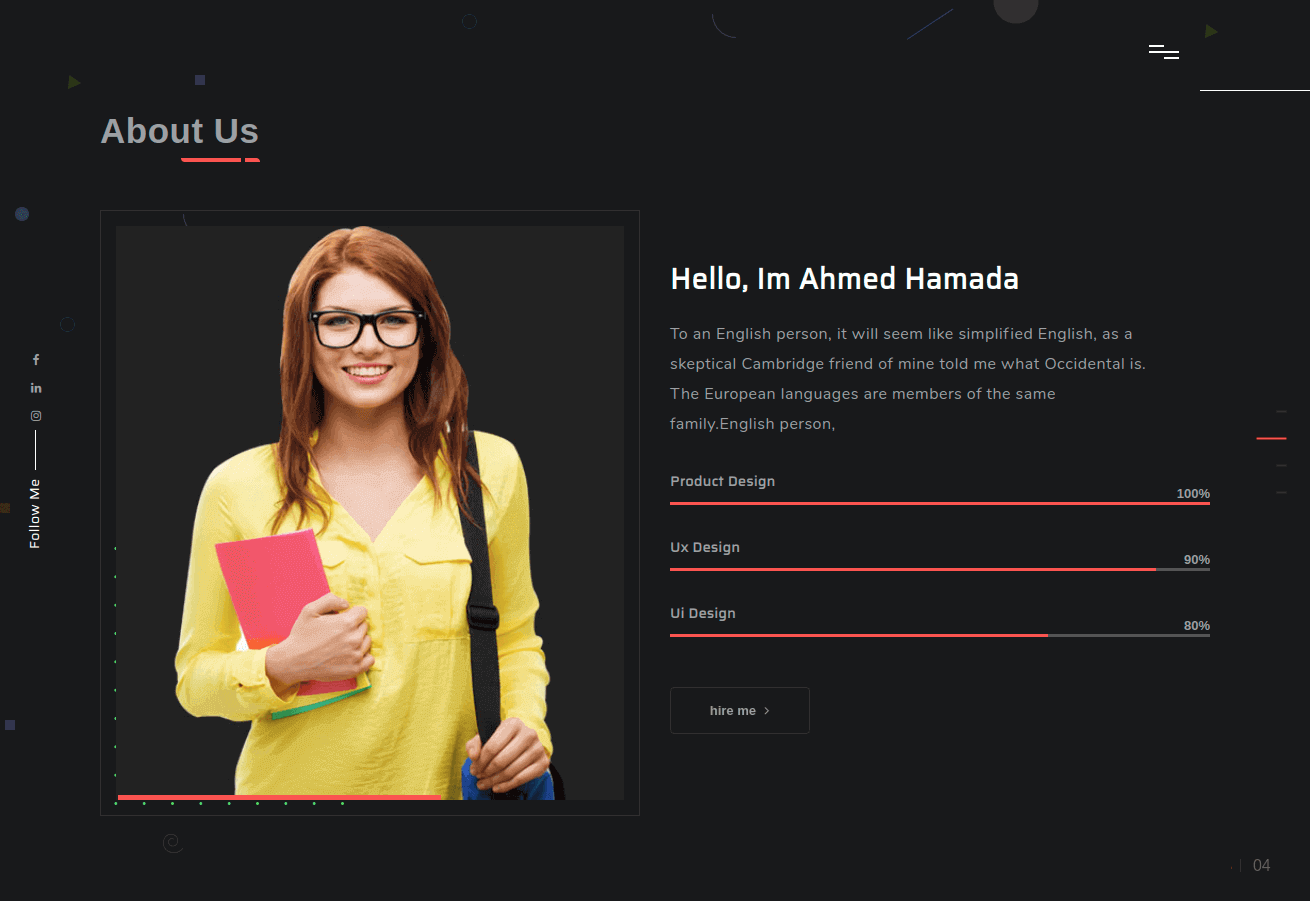 About Us
Hello, Im Ahmed Hamada
To an English person, it will seem like simplified English, as a
skeptical Cambridge friend of mine told me what Occidental is.
The European languages are members of the same
family.English person,
Product Design
100%
Ux Design
90%
Ui Design
80%
hire me
Follow Me
04